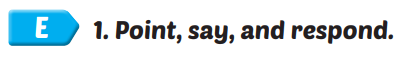 E 1. Point, say, and respond.